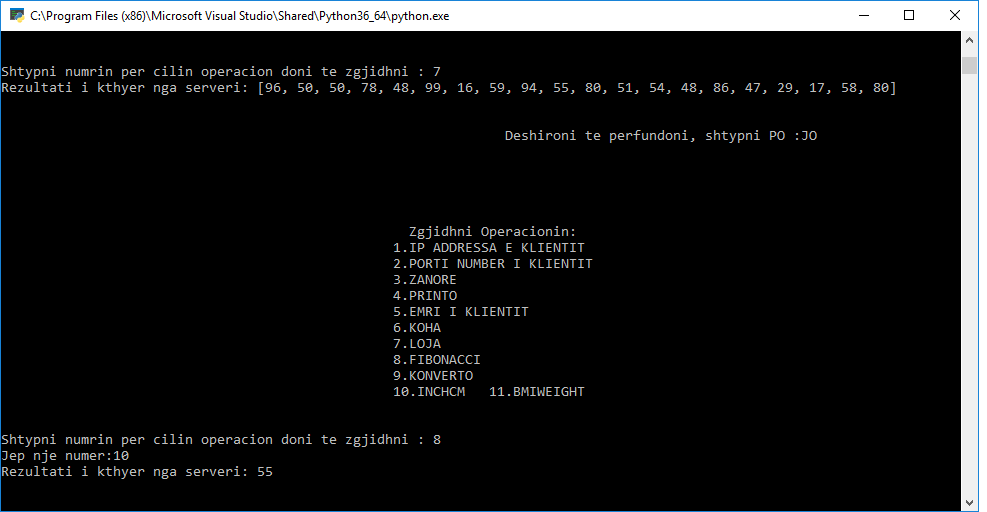 C:\Program Files (x86)\Microsoft Visual Studio\Shared\Python36_64\python.exe
Shtypni numrin per cilin operacion doni te zgjidhni : 7
Rezultati i kthyer nga serveri: [96, 50, 50, 78, 48, 99, 16, 59, 94, 55, 80, 51, 54, 48, 86, 47, 29, 17, 58, 80]
Deshironi te perfundoni, shtypni PO :JO
Zgjidhni Operacionin:
1.IP ADDRESSA E KLIENTIT
2.PORTI NUMBER I KLIENTIT
3.ZANORE
4.PRINTO
5.EMRI I KLIENTIT
6.KOHA
7.LOJA
8.FIBONACCI
9.KONVERTO
10.INCHCM   11.BMIWEIGHT
Shtypni numrin per cilin operacion doni te zgjidhni : 8
Jep nje numer:10
Rezultati i kthyer nga serveri: 55